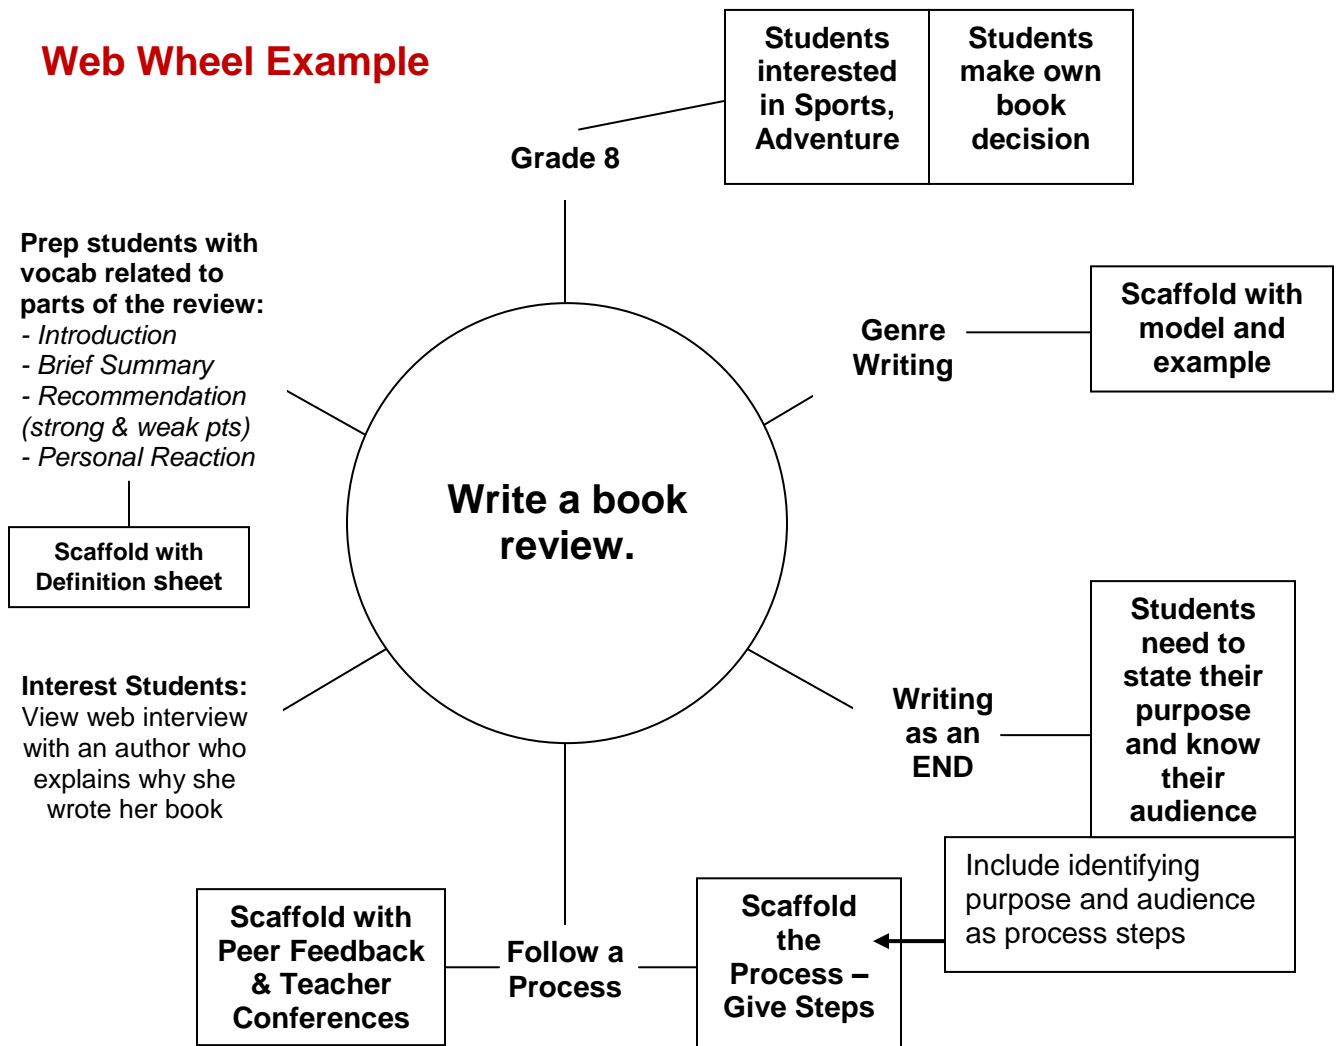 Web Wheel Example
Students
interested
in Sports,
Adventure
Students
make own
book
decision
Grade 8
Prep students with
vocab related to
parts of the review:
- Introduction
- Brief Summary
- Recommendation
(strong & weak pts)
- Personal Reaction
Scaffold with
Definition sheet
Genre
Writing
Scaffold with
model and
example
Write a book
review.
Interest Students:
View web interview
with an author who
explains why she
wrote her book
Writing
as an
END
Students
need to
state their
purpose
and know
their
audience
Include identifying
purpose and audience
as process steps
Scaffold with
Peer Feedback
& Teacher
Conferences
Follow a
Process
Scaffold
the
Process –
Give Steps